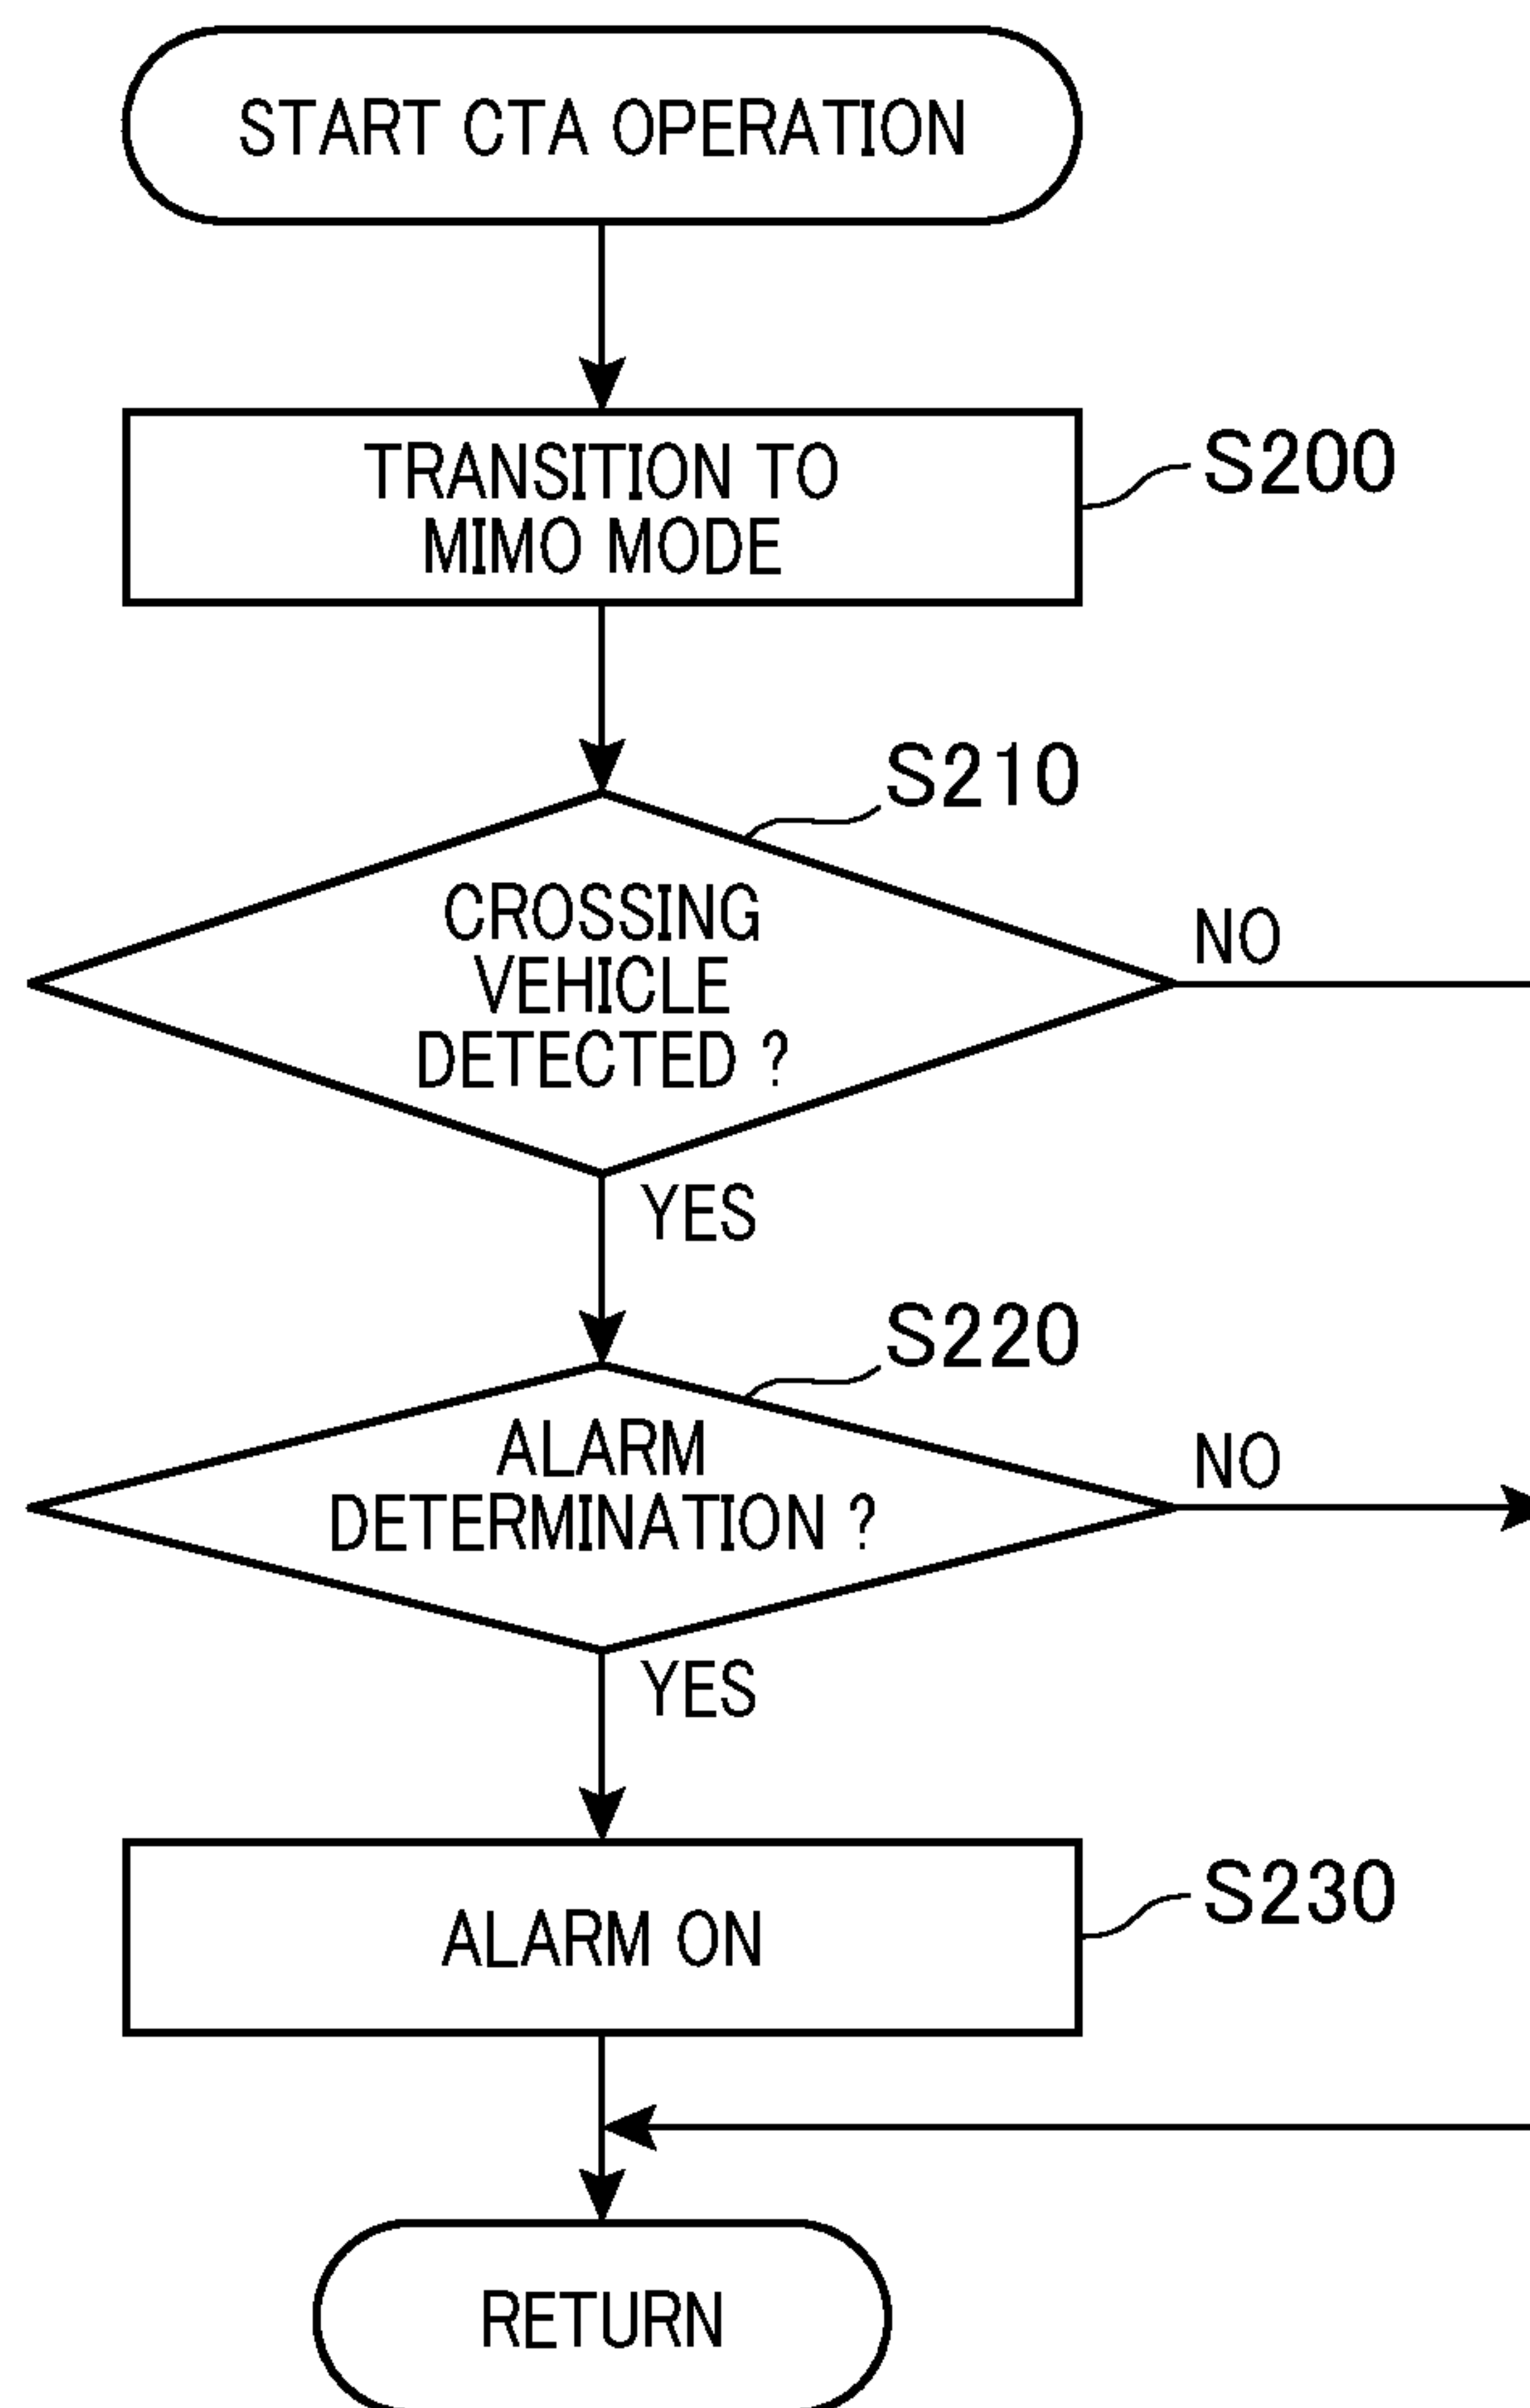 START CTA OPERATION
TRANSITION TO
MIMO MODE
S200
S210
CROSSING
VEHICLE
DETECTED ?
NO
YES
S220
ALARM
DETERMINATION ?
NO
YES
ALARM ON
S230
RETURN